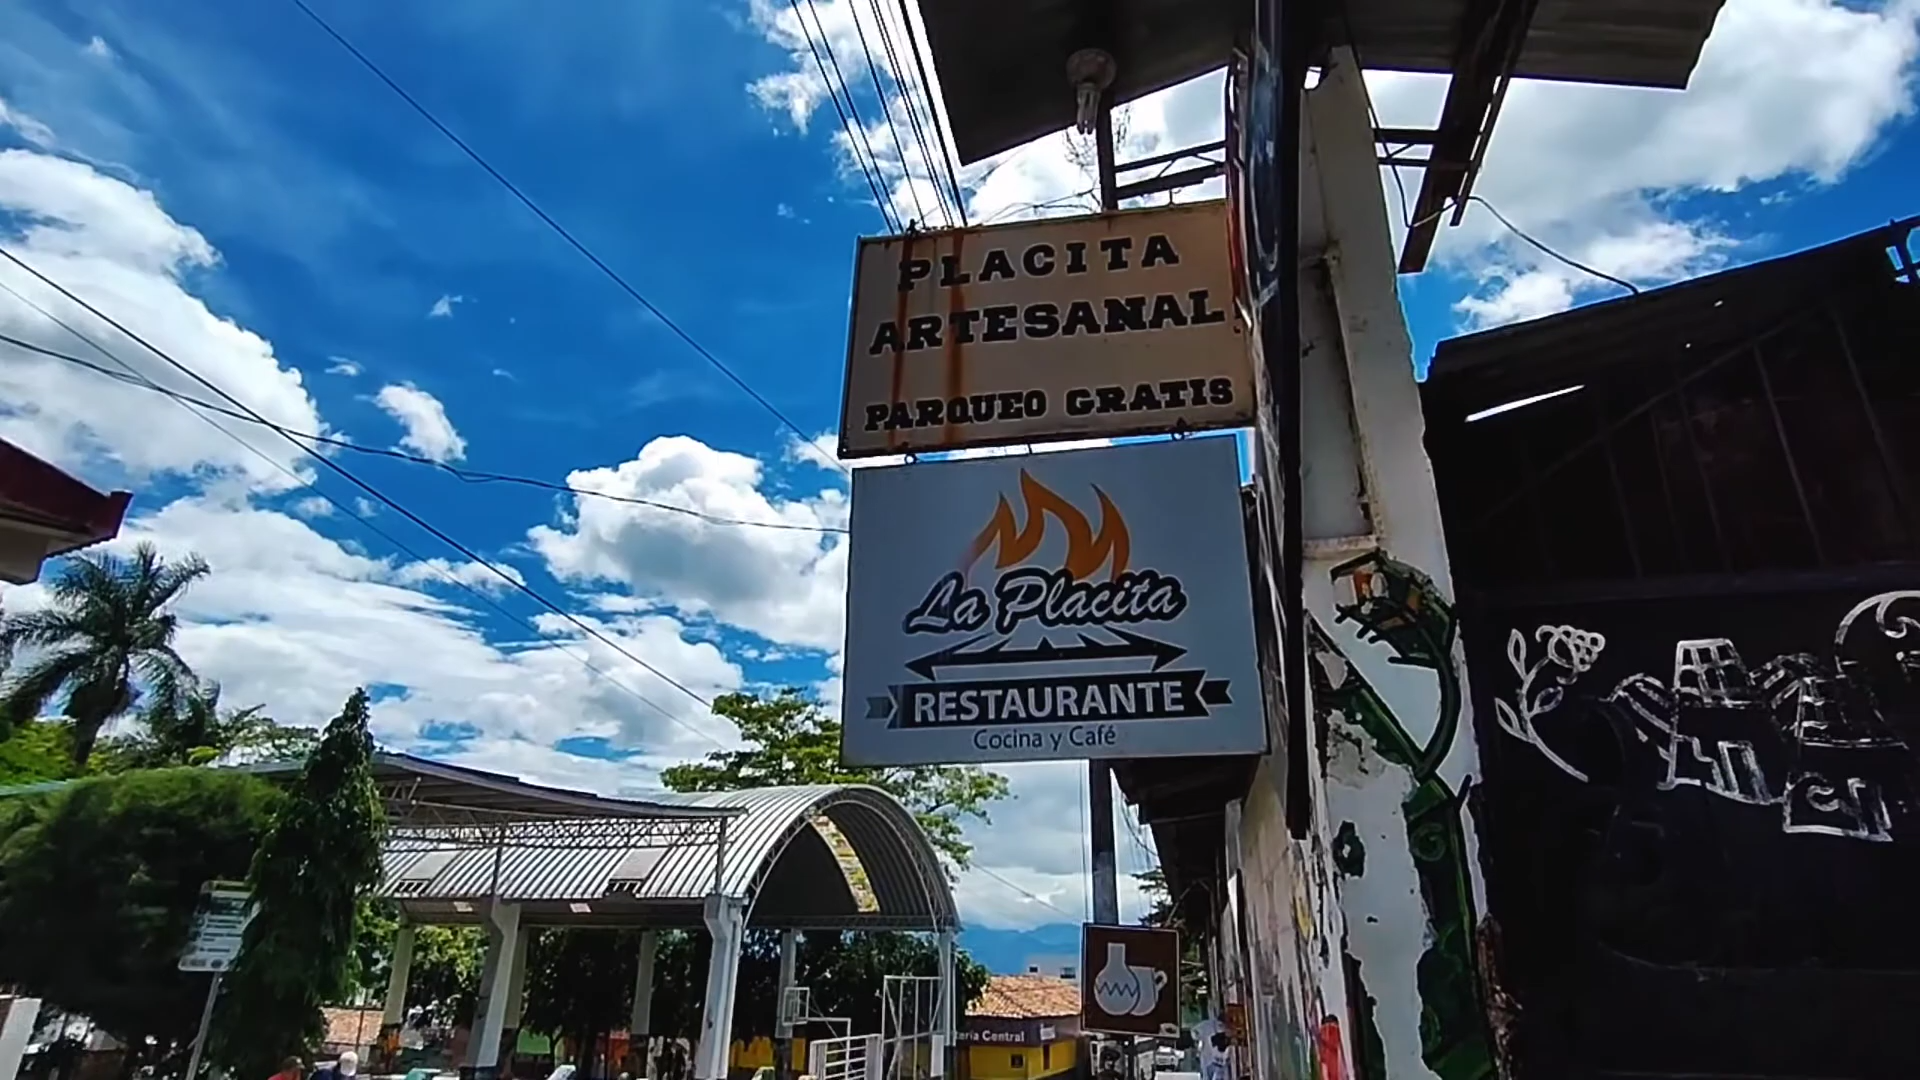 PLACITA
ARTESANAL
PARQUEO GRATIS
La Placita
RESTAURANTE
Cocina y Café
Central